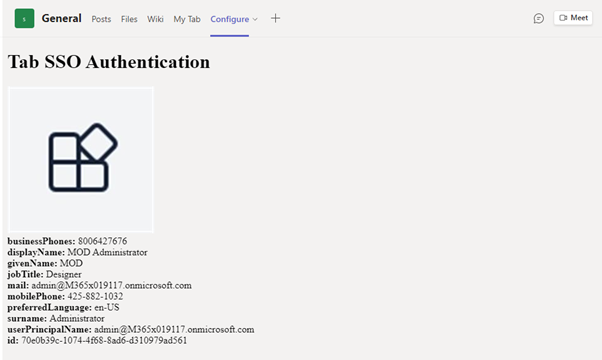 s General Posts Files Wiki My Tab Configure Meet
Tab SSO Authentication
businessPhones: 8006427676
displayName: MOD Administrator
givenName: MOD
jobTitle: Designer
mail: admin@M365x019117.onmicrosoft.com
mobilePhone: 425-882-1032
preferredLanguage: en-US
surname: Administrator
userPrincipalName: admin@M365x019117.onmicrosoft.com
id: 70e0b39c-1074-4f68-8ad6-d310979ad561